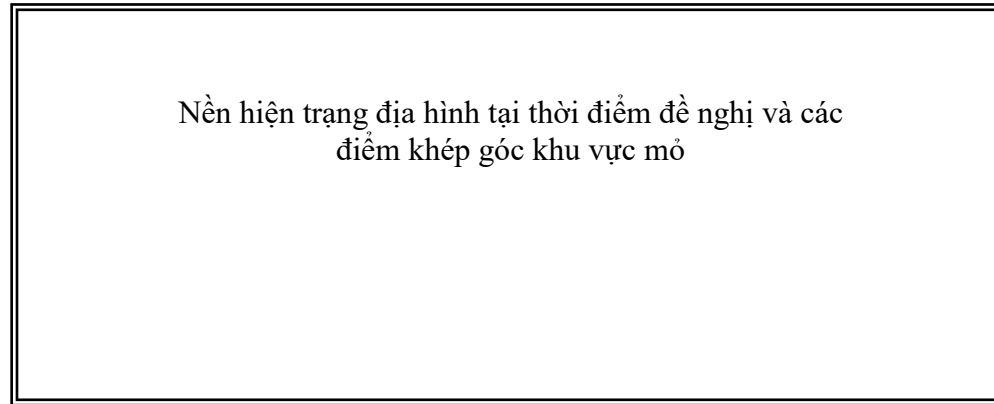 Nền hiện trạng địa hình tại thời điểm đề nghị và các
điểm khép góc khu vực mỏ